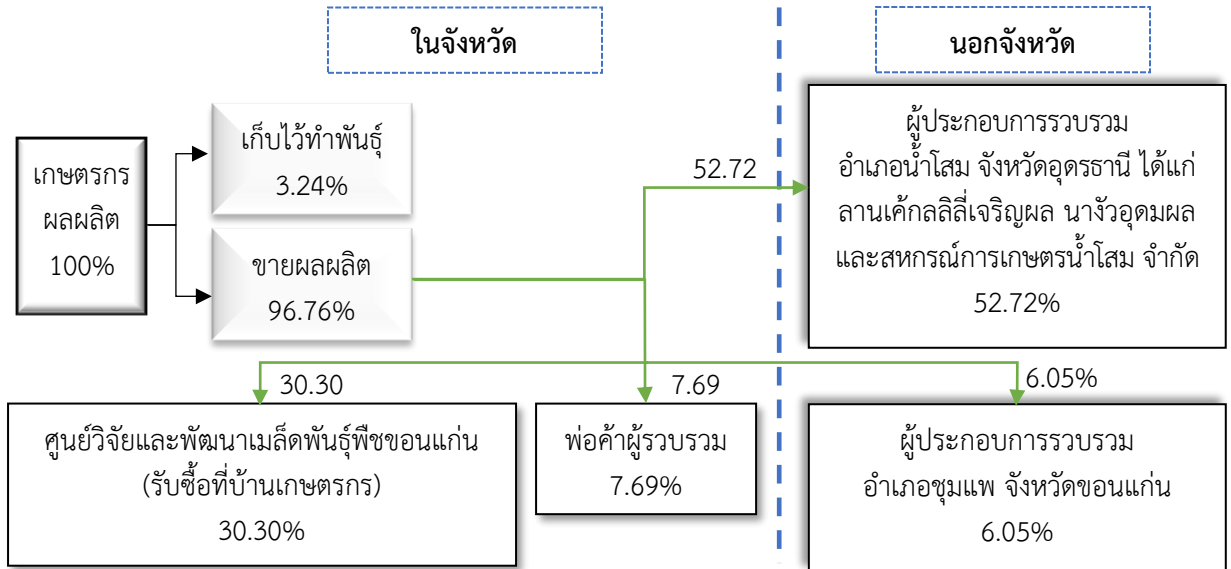 ในจังหวัด
นอกจังหวัด
เกษตรกร
ผลผลิต
100%
เก็บไว้ทำพันธุ์
3.24%
ขายผลผลิต
96.76%
52.72
ผู้ประกอบการรวบรวม
อำเภอน้ำโสม จังหวัดอุดรธานี ได้แก่
ลานเค้กลลิลี่เจริญผล นางัวอุดมผล
และสหกรณ์การเกษตรน้ำโสม จำกัด
52.72%
30.30
7.69
6.05%
ศูนย์วิจัยและพัฒนาเมล็ดพันธุ์พืชขอนแก่น
(รับซื้อที่บ้านเกษตรกร)
30.30%
พ่อค้าผู้รวบรวม
7.69%
ผู้ประกอบการรวบรวม
อำเภอชุมแพ จังหวัดขอนแก่น
6.05%